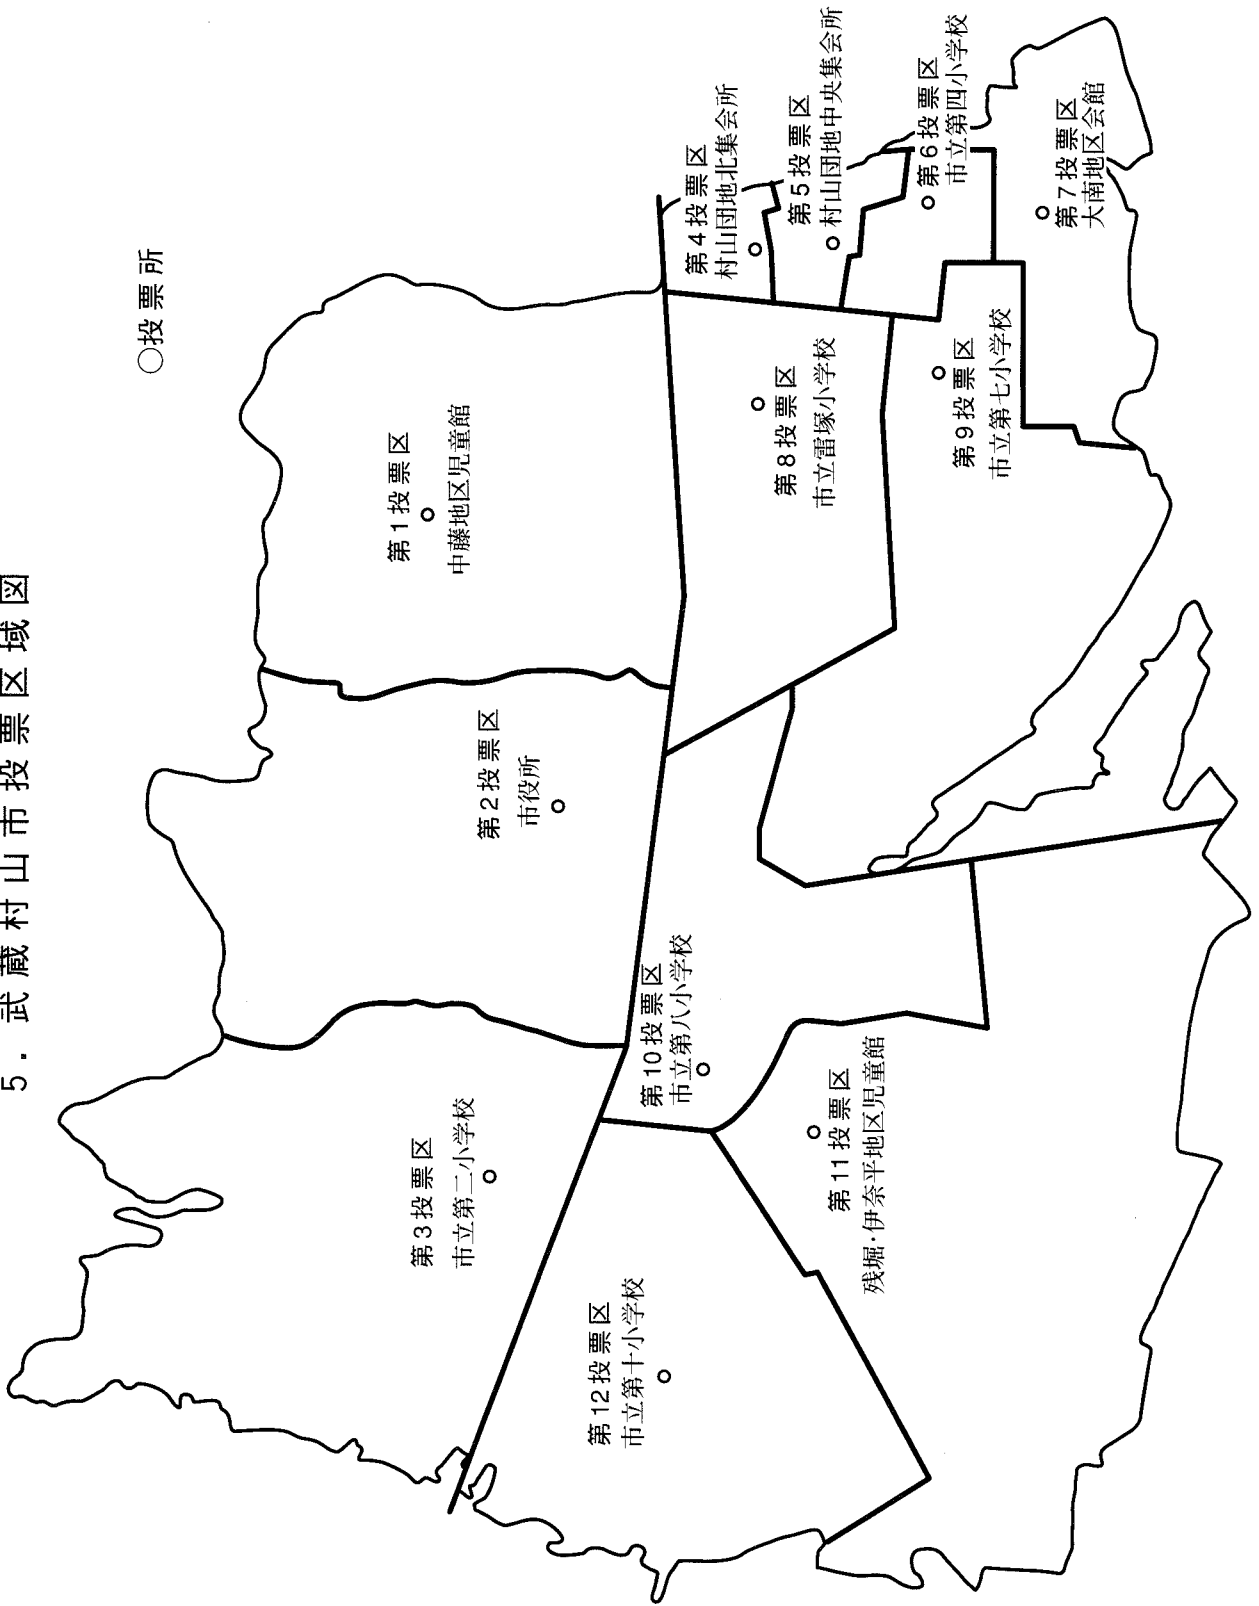 5．武蔵村山市投票区域図
○投票所
第1投票区
中藤地区児童館
第2投票区
市役所
第3投票区
市立第二小学校
第4投票区
村山団地北集会所
第5投票区
村山団地中央集会所
第6投票区
市立第四小学校
第7投票区
大南地区会館
第8投票区
市立雷塚小学校
第9投票区
市立第七小学校
第10投票区
市立第八小学校
第11投票区
残堀・伊奈平地区児童館
第12投票区
市立第十小学校